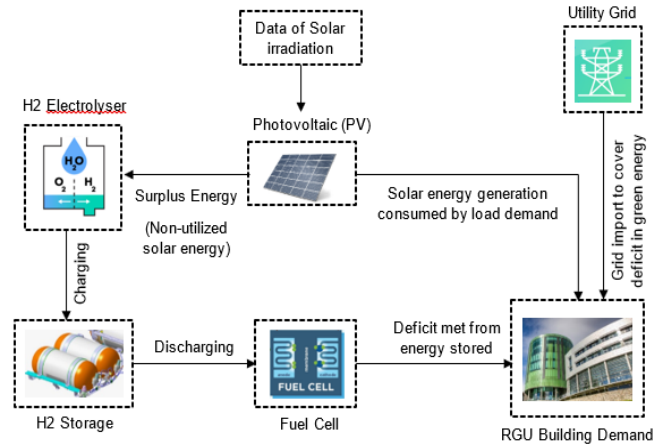 Data of Solar
irradiation
Utility Grid
H2 Electrolyser
Photovoltaic (PV)
H₂O
O₂ H₂
Surplus Energy
(Non-utilized
solar energy)
Solar energy generation
consumed by load demand
Grid import to cover
deficit in green energy
Charging
Discharging
FUEL CELL
Deficit met from
energy stored
H2 Storage
Fuel Cell
RGU Building Demand